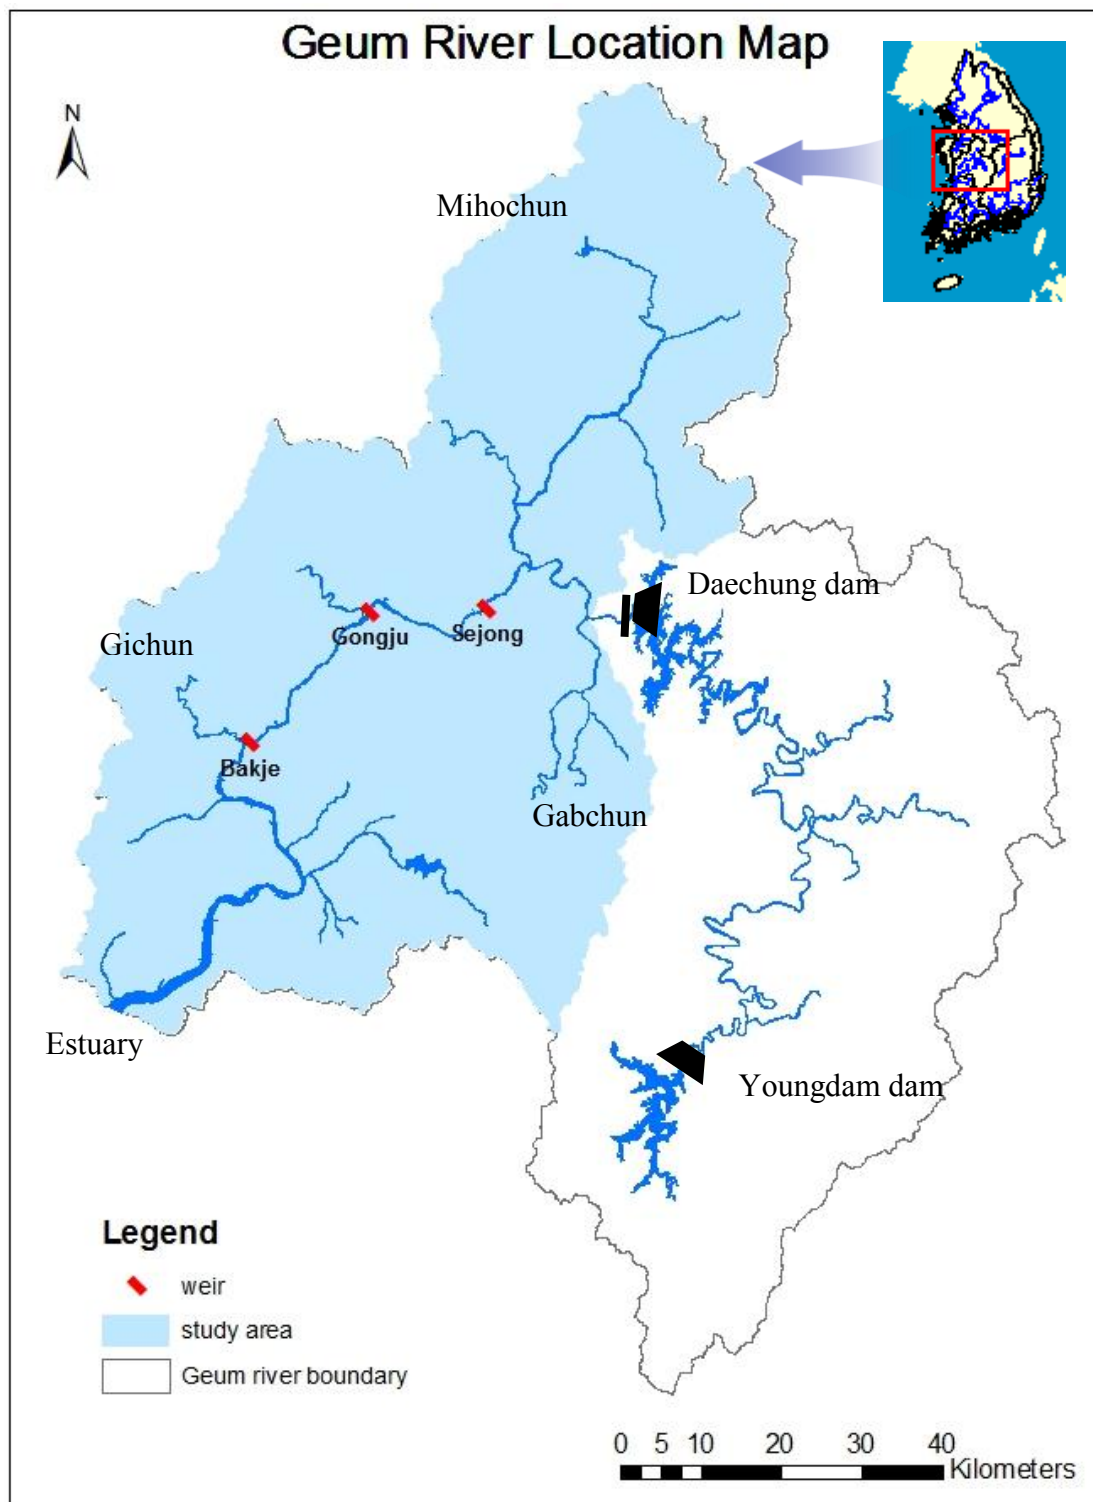 Geum River Location Map
N
Mihochun
Daechung dam
Gongju
Sejong
Gichun
Bakje
Gabchun
Estuary
Youngdam dam
Legend
weir
study area
Geum river boundary
0 5 10 20 30 40
Kilometers